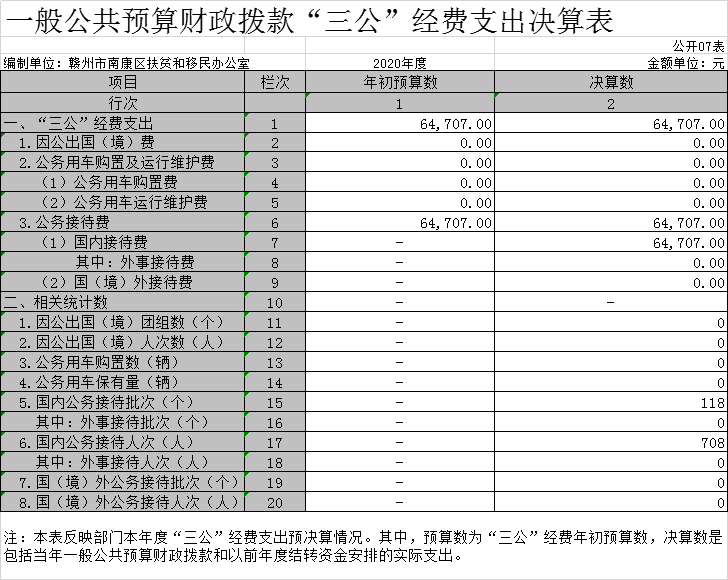 一般公共预算财政拨款“三公”经费支出决算表
公开07表
编制单位：赣州市南康区扶贫和移民办公室 2020年度 金额单位：元
项目 栏次 年初预算数 决算数
行次 1 2
一、“三公”经费支出 1 64,707.00 64,707.00
1.因公出国（境）费 2 0.00 0.00
2.公务用车购置及运行维护费 3 0.00 0.00
（1）公务用车购置费 4 0.00 0.00
（2）公务用车运行维护费 5 0.00 0.00
3.公务接待费 6 64,707.00 64,707.00
（1）国内接待费 7 — 64,707.00
其中：外事接待费 8 — 0.00
（2）国（境）外接待费 9 — 0.00
二、相关统计数 10 — —
1.因公出国（境）团组数（个） 11 — 0
2.因公出国（境）人次数（人） 12 — 0
3.公务用车购置数（辆） 13 — 0
4.公务用车保有量（辆） 14 — 0
5.国内公务接待批次（个） 15 — 118
其中：外事接待批次（个） 16 — 0
6.国内公务接待人次（人） 17 — 708
其中：外事接待人次（人） 18 — 0
7.国（境）外公务接待批次（个） 19 — 0
8.国（境）外公务接待人次（人） 20 — 0
注：本表反映部门本年度“三公”经费支出预决算情况。其中，预算数为“三公”经费年初预算数，决算数是
包括当年一般公共预算财政拨款和以前年度结转资金安排的实际支出。